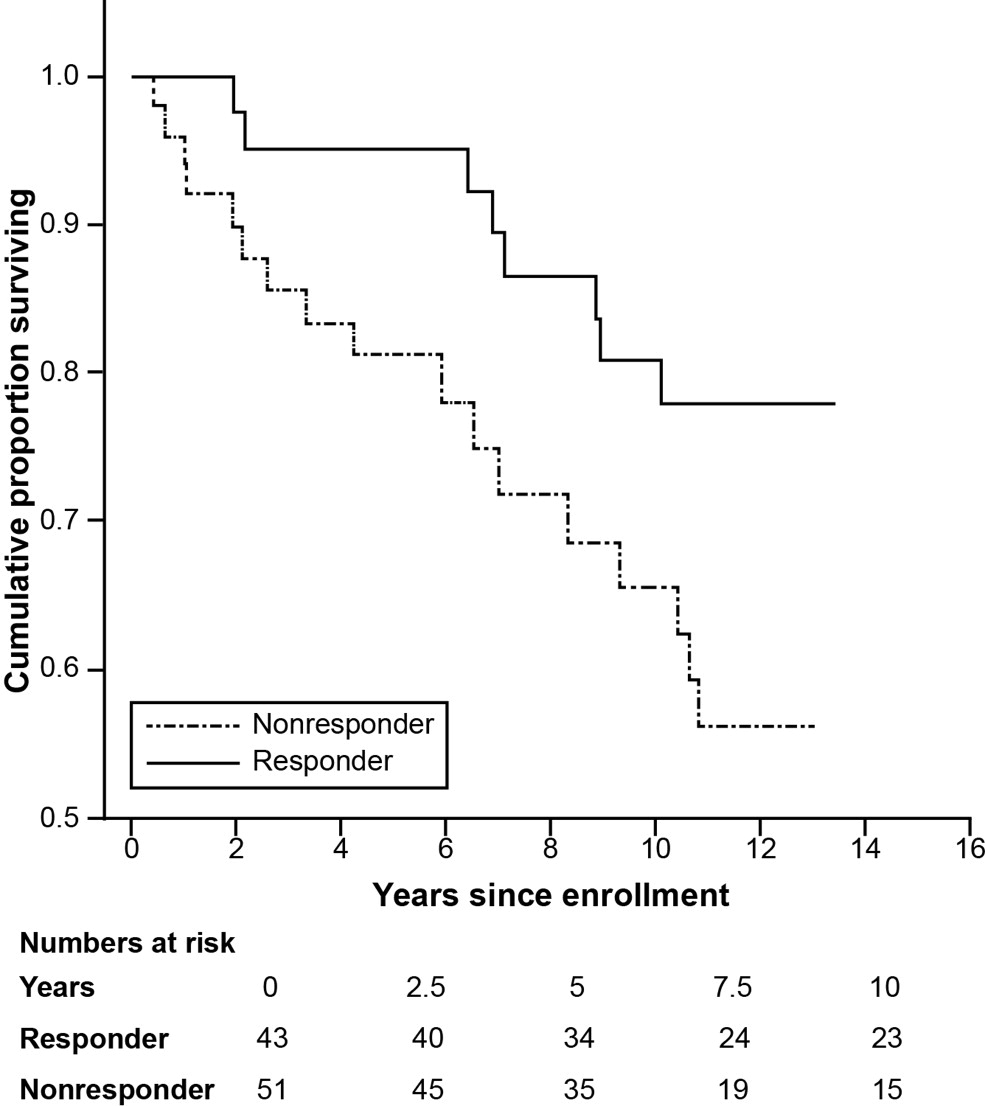 Cumulative proportion surviving
1.0
0.9
0.8
0.7
0.6
0.5
Nonresponder
Responder
0 2 4 6 8 10 12 14 16
Years since enrollment
Numbers at risk
Years 0 2.5 5 7.5 10
Responder 43 40 34 24 23
Nonresponder 51 45 35 19 15